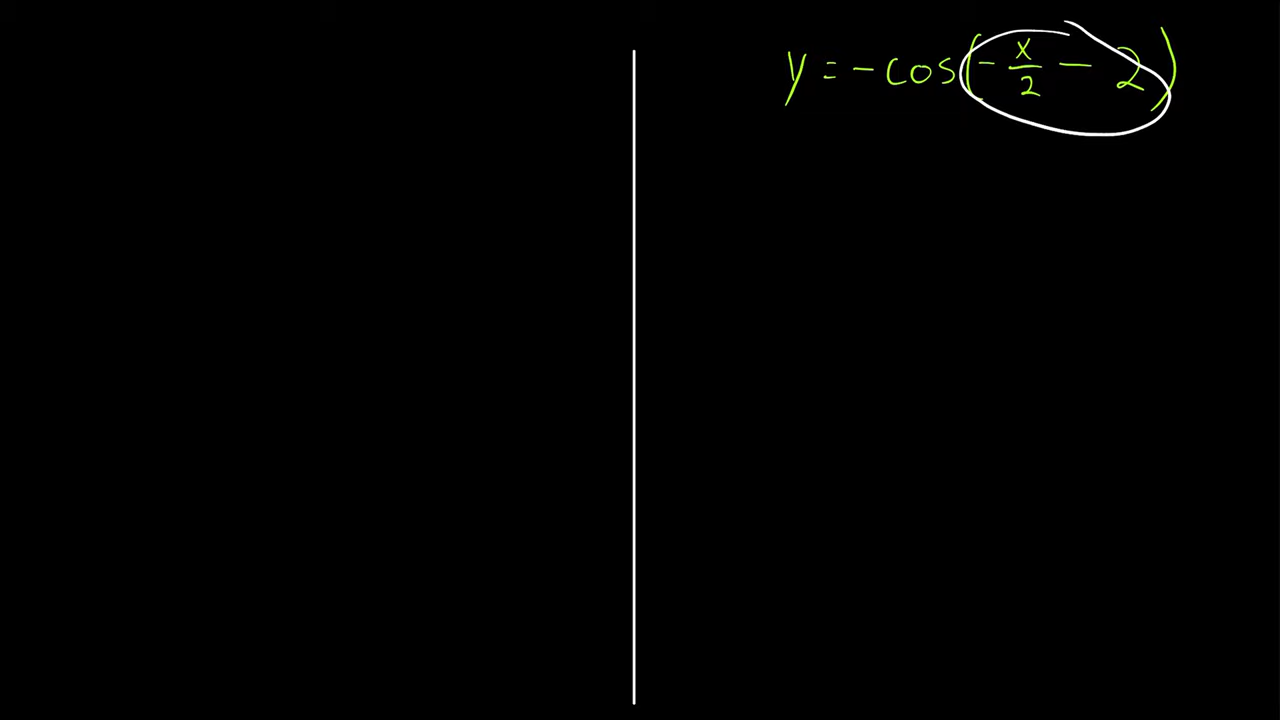 y = -cos(-x/2 - 2)